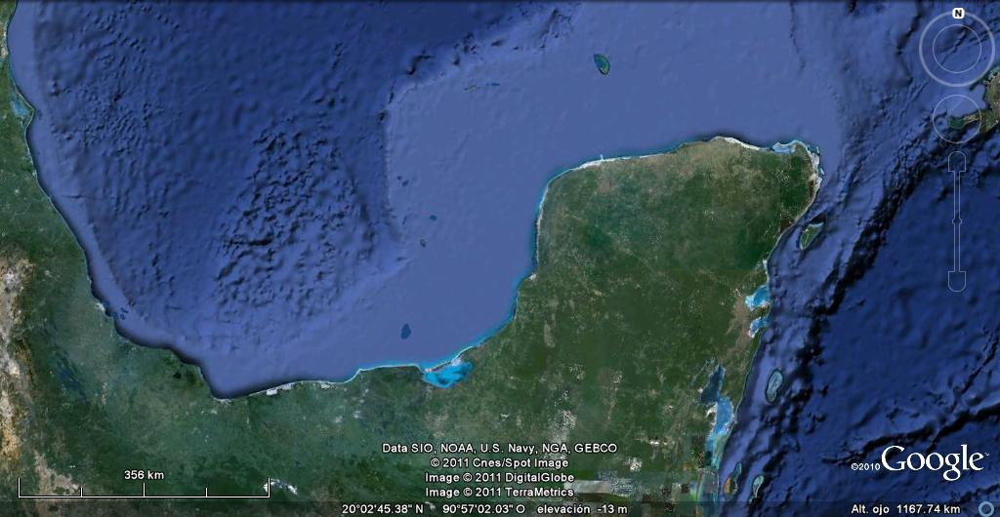 N
Data SIO, NOAA, U.S. Navy, NGA, GEBCO
© 2011 Cnes/Spot Image
Image © 2011 DigitalGlobe
Image © 2011 TerraMetrics
356 km
©2010 Google™
20°02'45.38" N 90°57'02.03" O elevación -13 m
Alt. ojo 1167.74 km